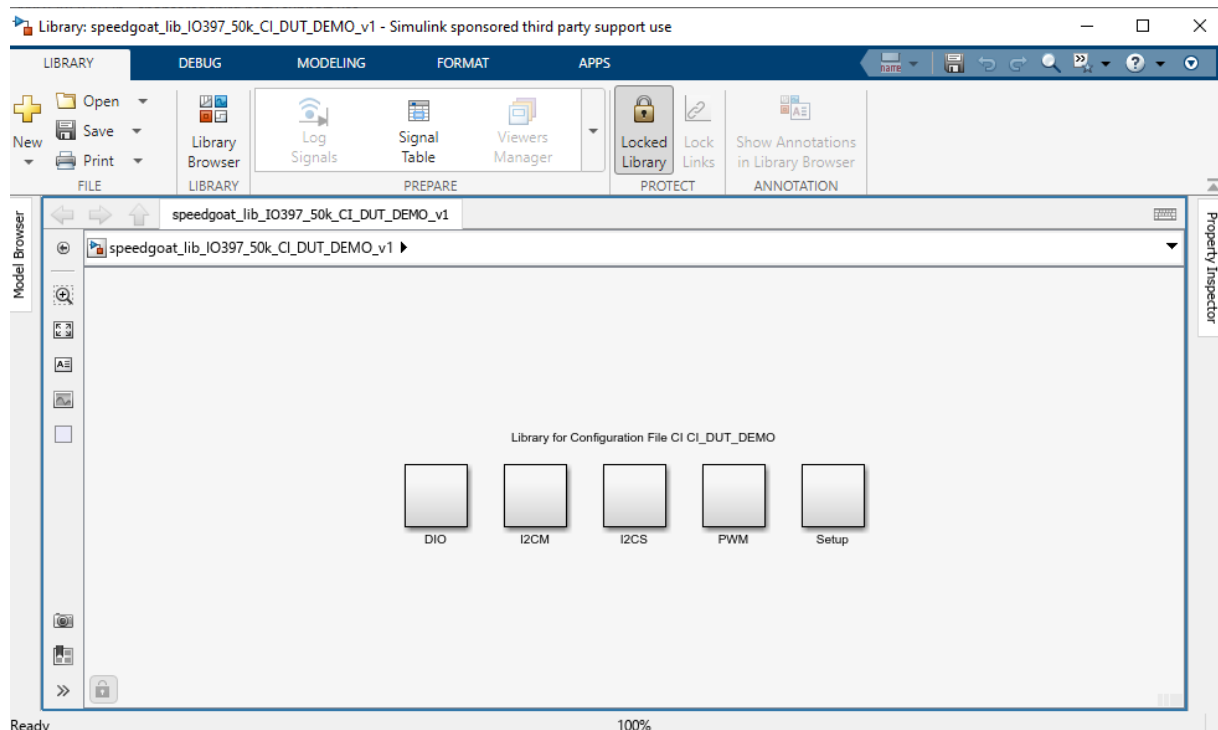 Library: speedgoat_lib_IO397_50k_CI_DUT_DEMO_v1 - Simulink sponsored third party support use
LIBRARY DEBUG MODELING FORMAT APPS
name
New
Open
Save
Print
FILE
Library
Browser
LIBRARY
Log
Signals
Signal
Table
Viewers
Manager
PREPARE
Locked
Library
Lock
Links
PROTECT
Show Annotations
in Library Browser
ANNOTATION
Model Browser
speedgoat_lib_IO397_50k_CI_DUT_DEMO_v1
speedgoat_lib_IO397_50k_CI_DUT_DEMO_v1
Property Inspector
Library for Configuration File CI CI_DUT_DEMO
DIO I2CM I2CS PWM Setup
Ready 100%